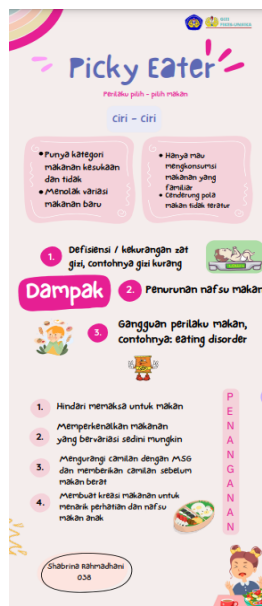 Picky Eater
Perilaku pilih - pilih makan
Ciri - Ciri
Punya kategori
makanan kesukaan
dan tidak
Menolak variasi
makanan baru
Hanya mau
mengkonsumsi
makanan yang
familiar
Cenderung pola
makan tidak teratur
Dampak
1. Defisiensi / kekurangan zat
gizi, contohnya gizi kurang
2. Penurunan nafsu makan
3. Gangguan perilaku makan,
contohnya: eating disorder
PENANGANAN
1. Hindari memaksa untuk makan
2. Memperkenalkan makanan
yang bervariasi sedini mungkin
3. Mengurangi camilan dengan MSG
dan memberikan camilan sebelum
makan berat
4. Membuat kreasi makanan untuk
menarik perhatian dan nafsu
makan anak
Shabrina Rahmadhani
038